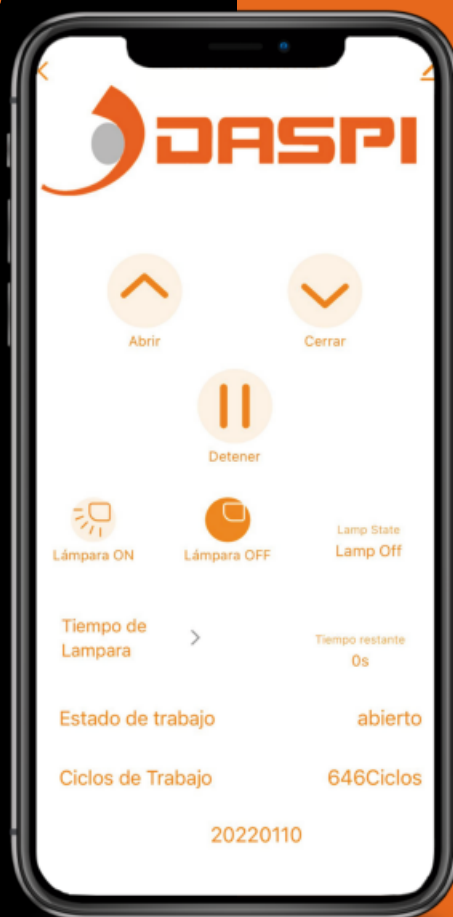 DASPI
Abrir
Cerrar
Detener
Lámpara ON
Lámpara OFF
Lamp State
Lamp Off
Tiempo de
Lampara
Tiempo restante
0s
Estado de trabajo
abierto
Ciclos de Trabajo
646Ciclos
20220110